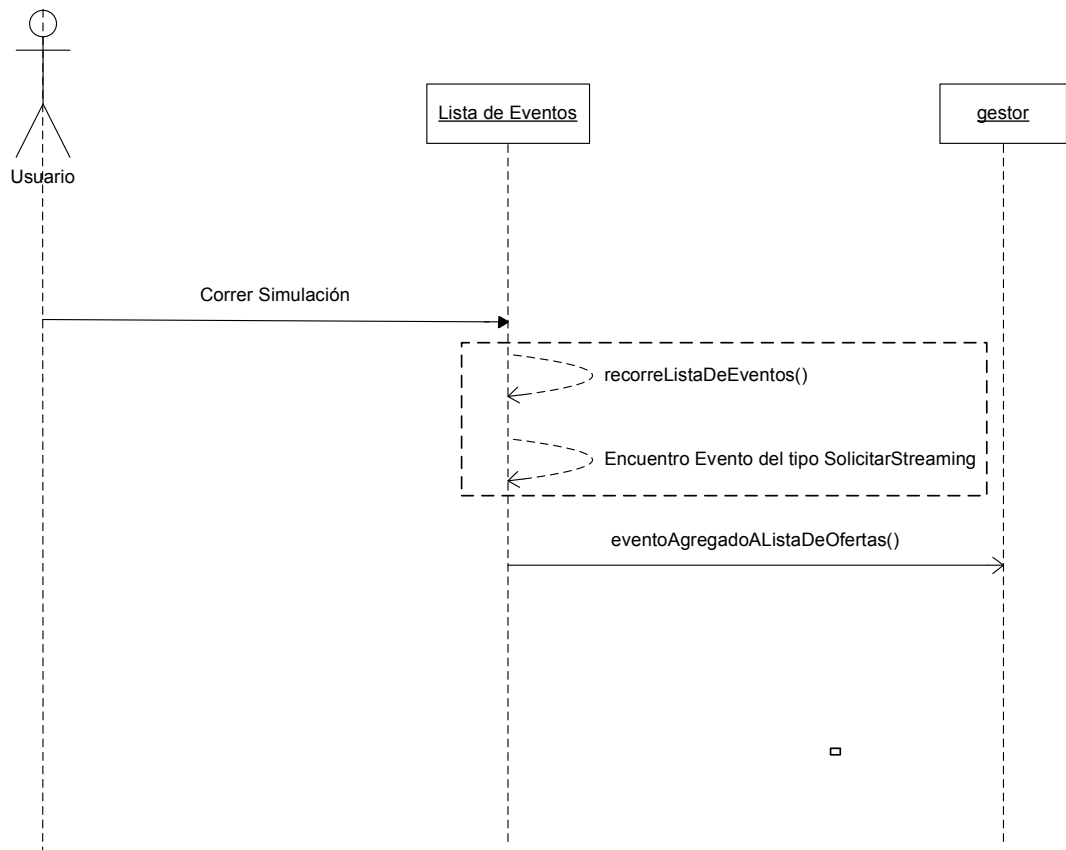 Lista de Eventos
gestor
Usuario
Correr Simulación
recorreListaDeEventos()
Encuentro Evento del tipo SolicitarStreaming
eventoAgregadoAListaDeOfertas()